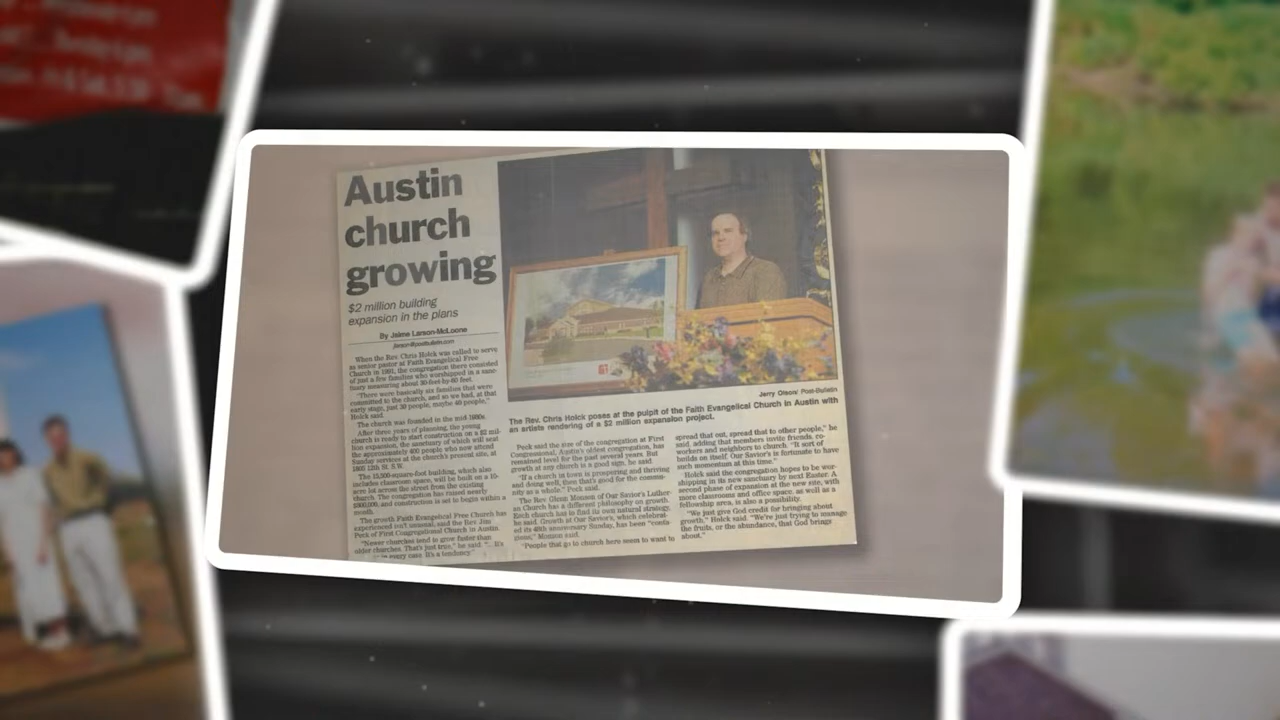 Austin
church
growing
$2 million building
expansion in the plans
By Jaime Larson-McLoone
jlarson@postbulletin.com
When the Rev. Chris Holck was called to serve
as senior pastor at Faith Evangelical Free
Church in 1991, the congregation there consisted
of just a few families who worshipped in a sanc-
tuary measuring about 30-feet-by-60 feet.
"There were basically six families that were
committed to the church, and so we had, at that
early stage, just 30 people, maybe 40 people,"
Holck said.
The church was founded in the mid-1980s.
After three years of planning, the young
church is ready to start construction on a $2 mil-
lion expansion, the sanctuary of which will seat
the approximately 400 people who now attend
Sunday services at the church's present site, at
1800 12th St. S.W.
The 15,300-square-foot building, which also
includes classroom space, will be built on a 10-
acre lot across the street from the existing
church. The congregation has raised nearly
$900,000, and construction is set to begin within a
month.
The growth Faith Evangelical Free Church has
experienced isn't unusual, said the Rev. Jim
Peck of First Congregational Church in Austin.
"Newer churches tend to grow faster than
older churches. That's just true," he said. "... It's
every case. It's a tendency."
Jerry Olson/ Post-Bulletin
The Rev. Chris Holck poses at the pulpit of the Faith Evangelical Church in Austin with
an artists rendering of a $2 million expansion project.
Peck said the size of the congregation at First
Congressional, Austin's oldest congregation, has
remained level for the past several years. But
growth at any church is a good sign, he said.
"If a church in town is prospering and thriving
and doing well, then that's good for the commu-
nity as a whole," Peck said.
The Rev. Glenn Monson of Our Savior's Luther-
an Church has a different philosophy on growth.
Each church has to find its own natural strategy,
he said. Growth at Our Savior's, which celebrat-
ed its 40th anniversary Sunday, has been "conta-
gious," Monson said.
"People that go to church here seem to want to
spread that out, spread that to other people," he
said, adding that members invite friends, co-
workers and neighbors to church. "It sort of
builds on itself. Our Savior's is fortunate to have
such momentum at this time."
Holck said the congregation hopes to be wor-
shipping in its new sanctuary by next Easter. A
second phase of expansion at the new site, with
more classrooms and office space, as well as a
fellowship area, is also a possibility.
"We just give God credit for bringing about
growth," Holck said. "We're just trying to manage
the fruits, or the abundance, that God brings
about."